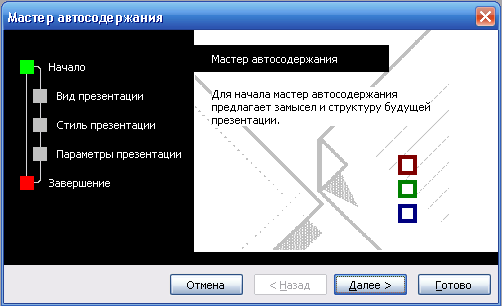 Мастер автосодержания
Начало
Вид презентации
Стиль презентации
Параметры презентации
Завершение
Мастер автосодержания
Для начала мастер автосодержания
предлагает замысел и структуру будущей
презентации.
Отмена
< Назад
Далее >
Готово